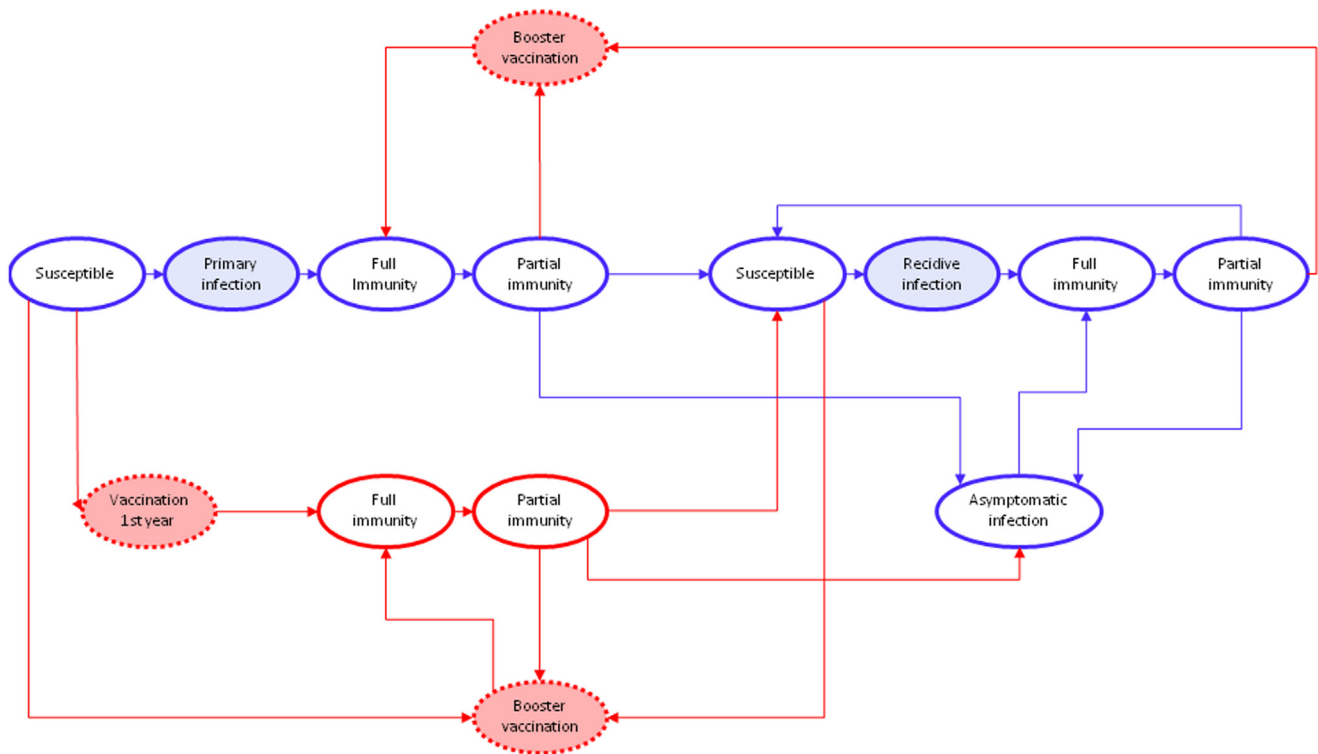 Booster
vaccination
Susceptible
Primary
infection
Full
Immunity
Partial
immunity
Susceptible
Recidive
infection
Full
immunity
Partial
immunity
Vaccination
1st year
Full
immunity
Partial
immunity
Asymptomatic
infection
Booster
vaccination